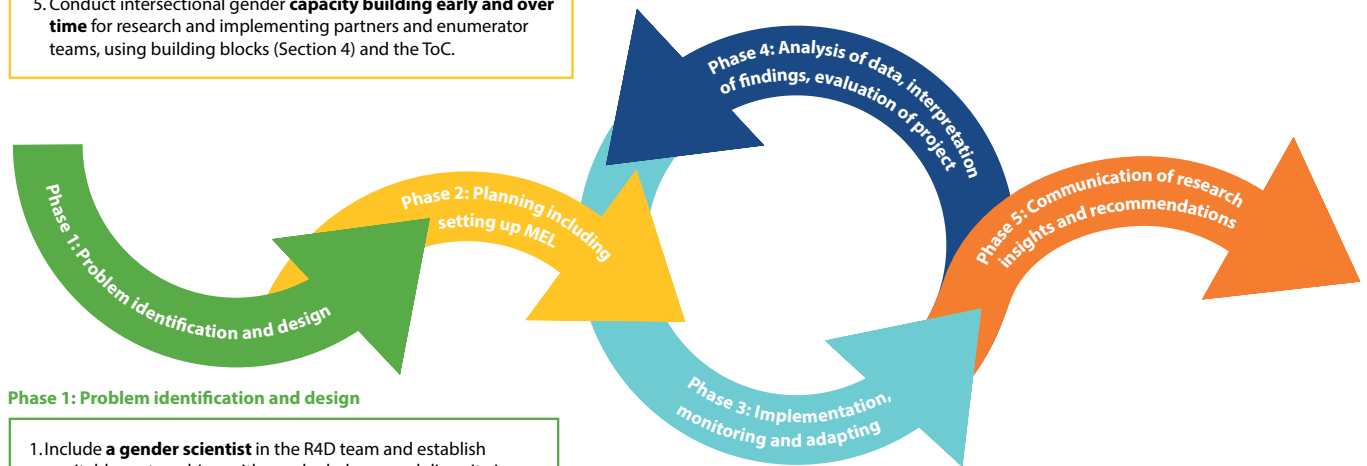 5. Conduct intersectional gender capacity building early and over
time for research and implementing partners and enumerator
teams, using building blocks (Section 4) and the ToC.
Phase 1: Problem identification and design
Phase 2: Planning including
setting up MEL
Phase 4: Analysis of data, interpretation
of findings, evaluation of project
Phase 3: Implementation,
monitoring and adapting
Phase 5: Communication of research
insights and recommendations
Phase 1: Problem identification and design
1. Include a gender scientist in the R4D team and establish